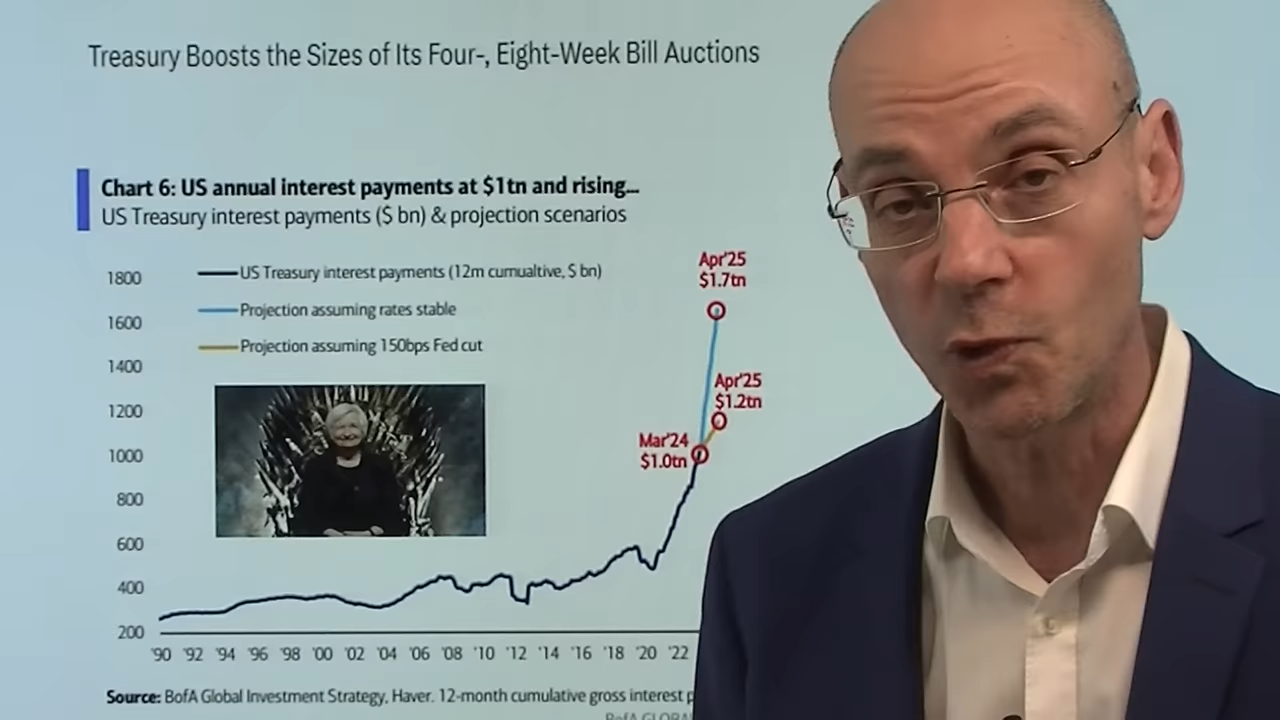 Treasury Boosts the Sizes of Its Four-, Eight-Week Bill Auctions
Chart 6: US annual interest payments at $1tn and rising...
US Treasury interest payments ($ bn) & projection scenarios
1800
1600
1400
1200
1000
800
600
400
200
US Treasury interest payments (12m cumualtive, $ bn)
Projection assuming rates stable
Projection assuming 150bps Fed cut
Apr'25
$1.7tn
Apr'25
$1.2tn
Mar'24
$1.0tn
'90 '92 '94 '96 '98 '00 '02 '04 '06 '08 '10 '12 '14 '16 '18 '20 '22
Source: BofA Global Investment Strategy, Haver. 12-month cumulative gross interest p
BofA GLOBAL